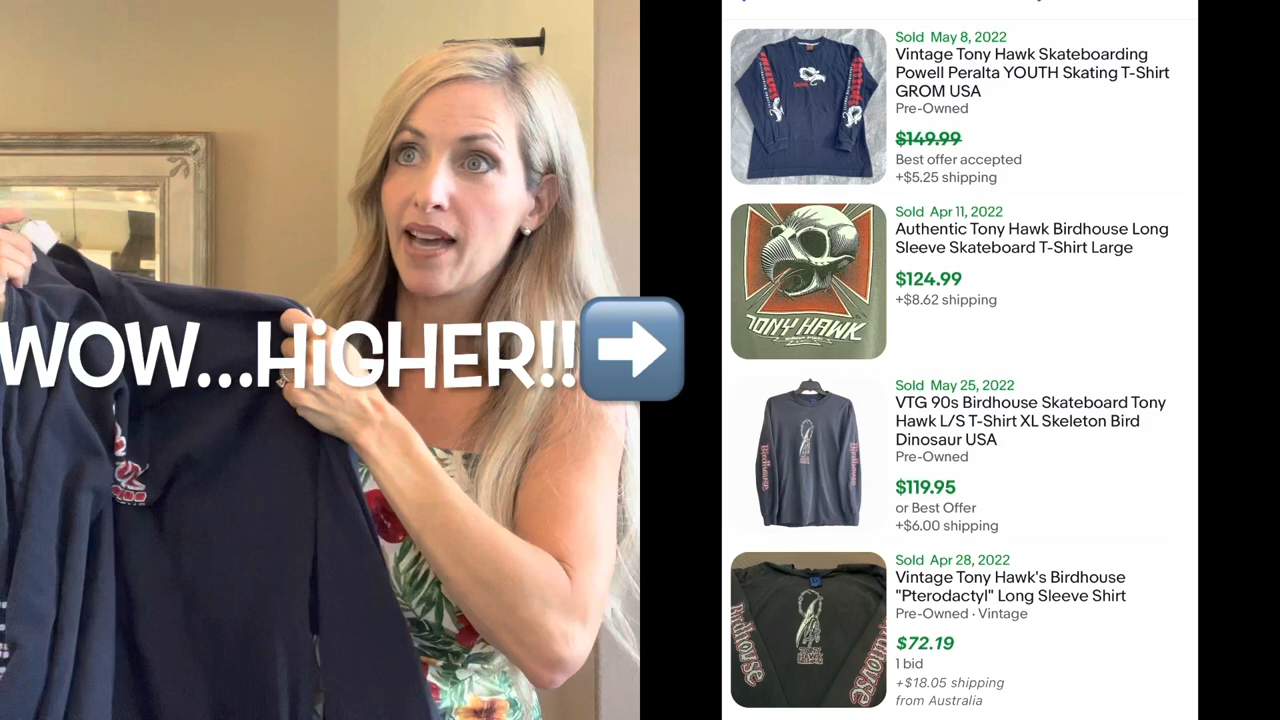 WOW...HiGHER!!
Sold May 8, 2022
Vintage Tony Hawk Skateboarding
Powell Peralta YOUTH Skating T-Shirt
GROM USA
Pre-Owned
$149.99
Best offer accepted
+$5.25 shipping
TONY HAWK
Sold Apr 11, 2022
Authentic Tony Hawk Birdhouse Long
Sleeve Skateboard T-Shirt Large
$124.99
+$8.62 shipping
Birdhouse
Birdhouse
Sold May 25, 2022
VTG 90s Birdhouse Skateboard Tony
Hawk L/S T-Shirt XL Skeleton Bird
Dinosaur USA
Pre-Owned
$119.95
or Best Offer
+$6.00 shipping
Birdhouse
TONY
HAWK
Sold Apr 28, 2022
Vintage Tony Hawk's Birdhouse
"Pterodactyl" Long Sleeve Shirt
Pre-Owned · Vintage
$72.19
1 bid
+$18.05 shipping
from Australia